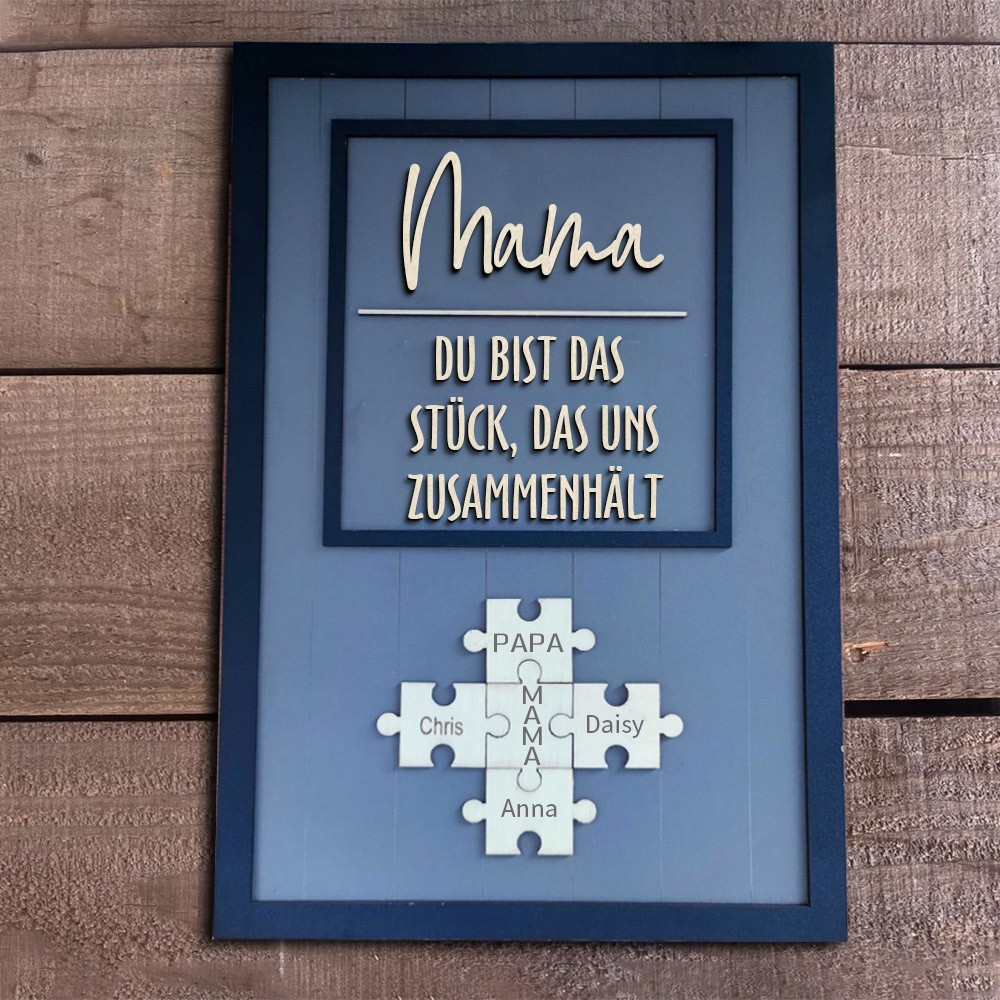 Mama
DU BIST DAS
STÜCK, DAS UNS
ZUSAMMENHÄLT
PAPA
Chris
MAMA
Daisy
Anna